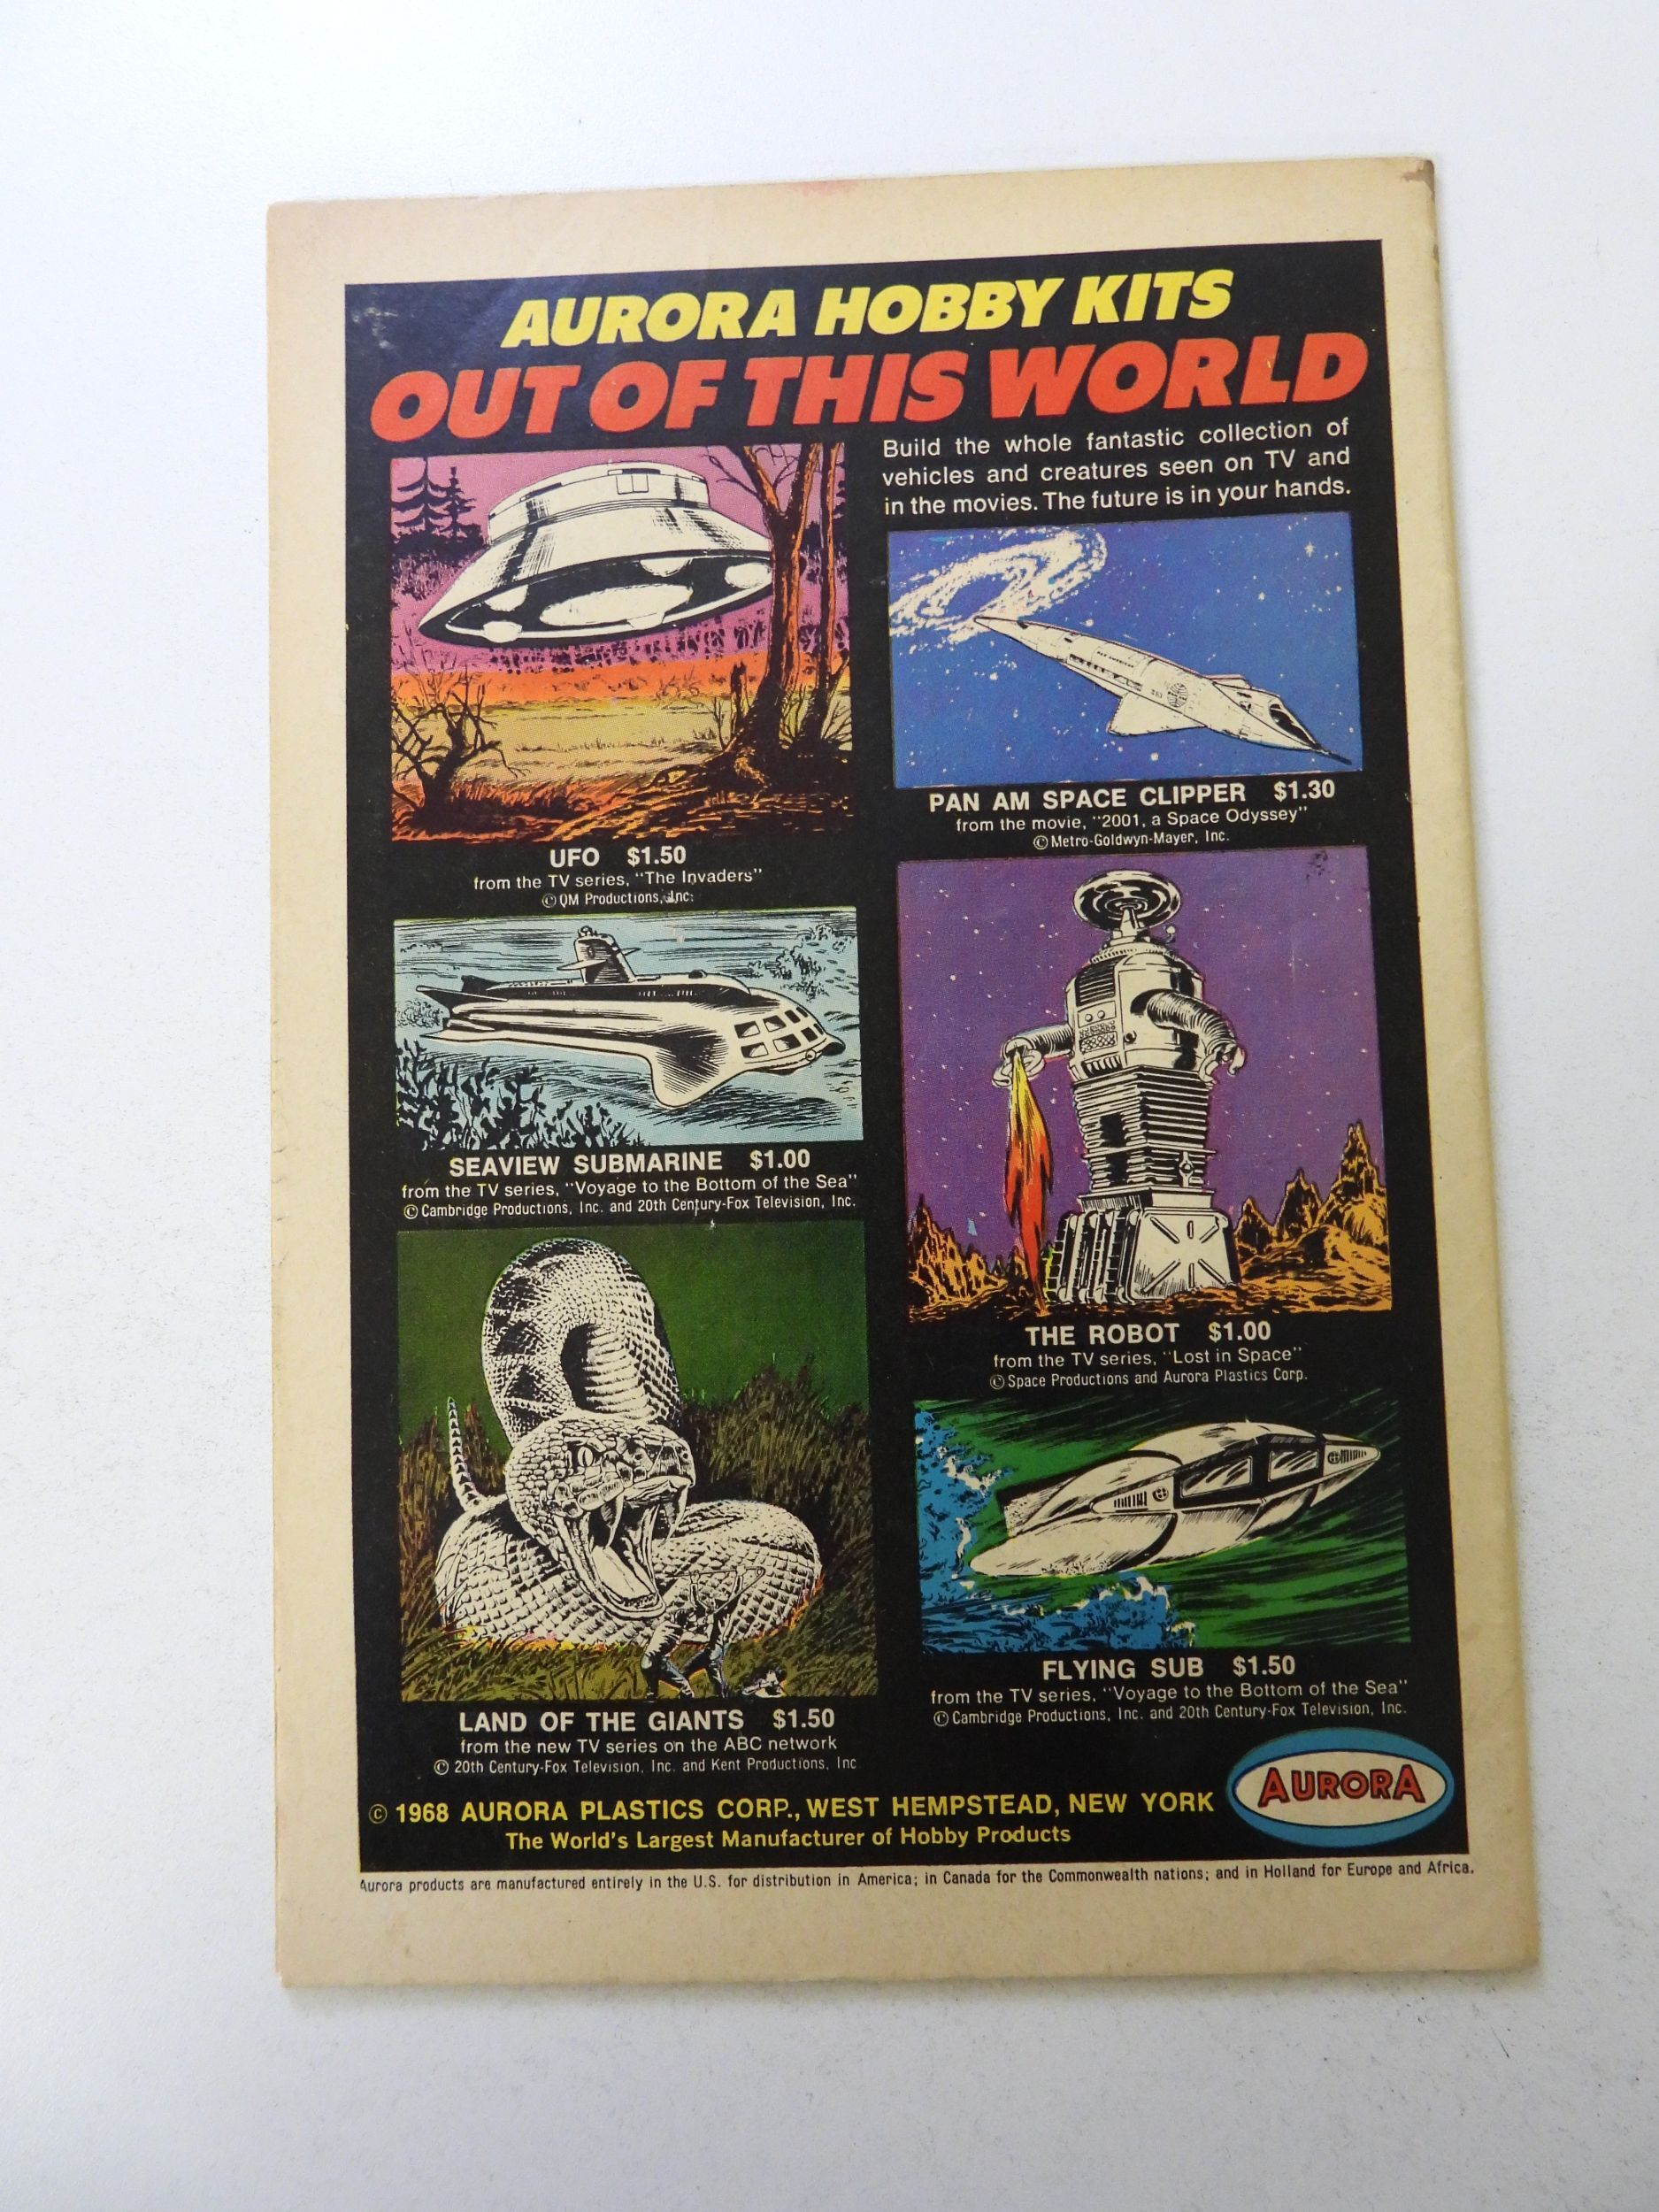 AURORA HOBBY KITS
OUT OF THIS WORLD
Build the whole fantastic collection of
vehicles and creatures seen on TV and
in the movies. The future is in your hands.
UFO $1.50
from the TV series, "The Invaders"
© QM Productions, Inc.
PAN AM SPACE CLIPPER $1.30
from the movie, "2001, a Space Odyssey"
© Metro-Goldwyn-Mayer, Inc.
SEAVIEW SUBMARINE $1.00
from the TV series, "Voyage to the Bottom of the Sea"
© Cambridge Productions, Inc. and 20th Century-Fox Television, Inc.
THE ROBOT $1.00
from the TV series, "Lost in Space"
© Space Productions and Aurora Plastics Corp.
LAND OF THE GIANTS $1.50
from the new TV series on the ABC network
© 20th Century-Fox Television, Inc. and Kent Productions, Inc
FLYING SUB $1.50
from the TV series, "Voyage to the Bottom of the Sea"
© Cambridge Productions, Inc. and 20th Century-Fox Television, Inc.
© 1968 AURORA PLASTICS CORP., WEST HEMPSTEAD, NEW YORK
The World's Largest Manufacturer of Hobby Products
AURORA
Aurora products are manufactured entirely in the U.S. for distribution in America; in Canada for the Commonwealth nations; and in Holland for Europe and Africa.